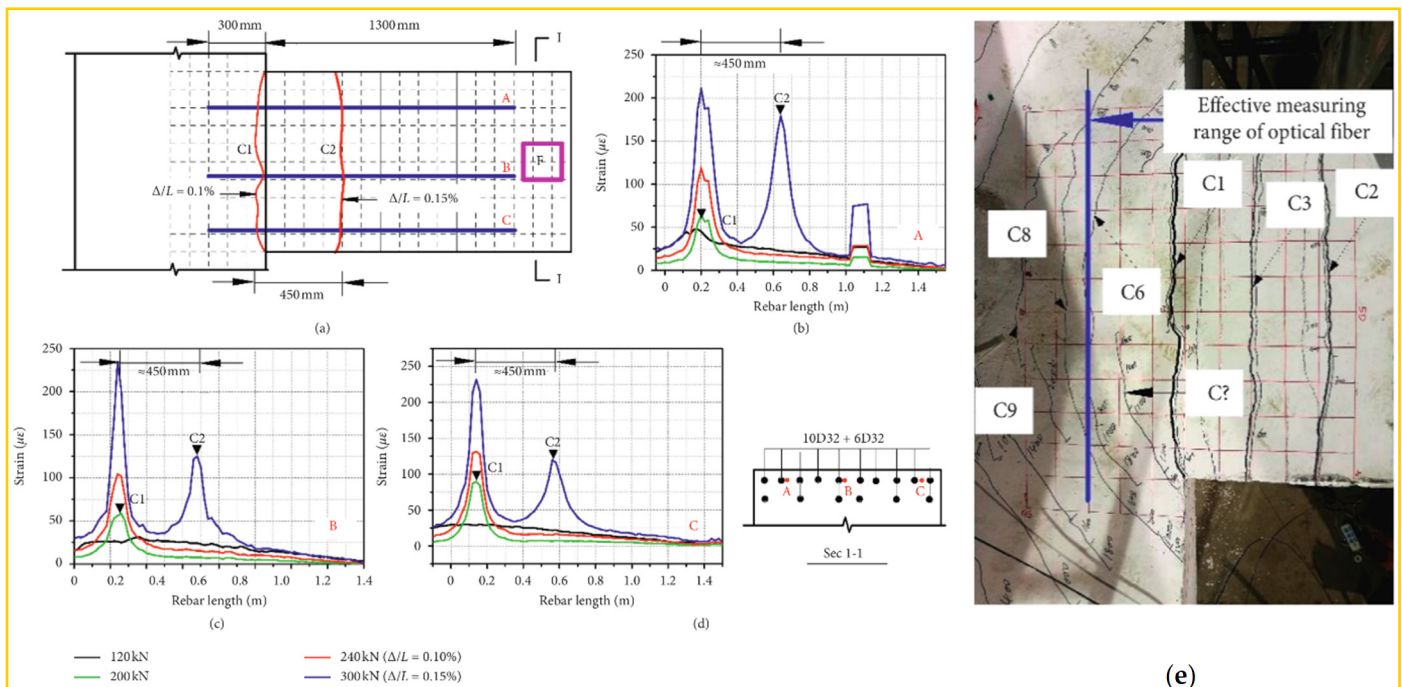 300 mm
1300 mm
I
A
C1
C2
B
F
Δ/L = 0.1%
Δ/L = 0.15%
C
I
450 mm
(a)
≈450 mm
250
200
150
100
50
0
Strain (με)
C2
C1
A
0
0.2
0.4
0.6
0.8
1.0
1.2
1.4
Rebar length (m)
(b)
≈450 mm
250
200
150
100
50
0
Strain (με)
C2
C1
B
0
0.2
0.4
0.6
0.8
1.0
1.2
1.4
Rebar length (m)
(c)
≈450 mm
250
200
150
100
50
0
Strain (με)
C2
C1
C
0
0.2
0.4
0.6
0.8
1.0
1.2
1.4
Rebar length (m)
(d)
10D32 + 6D32
A
B
C
Sec 1-1
120 kN
200 kN
240 kN (Δ/L = 0.10%)
300 kN (Δ/L = 0.15%)
Effective measuring
range of optical fiber
C1
C3
C2
C8
C6
C9
C?
(e)